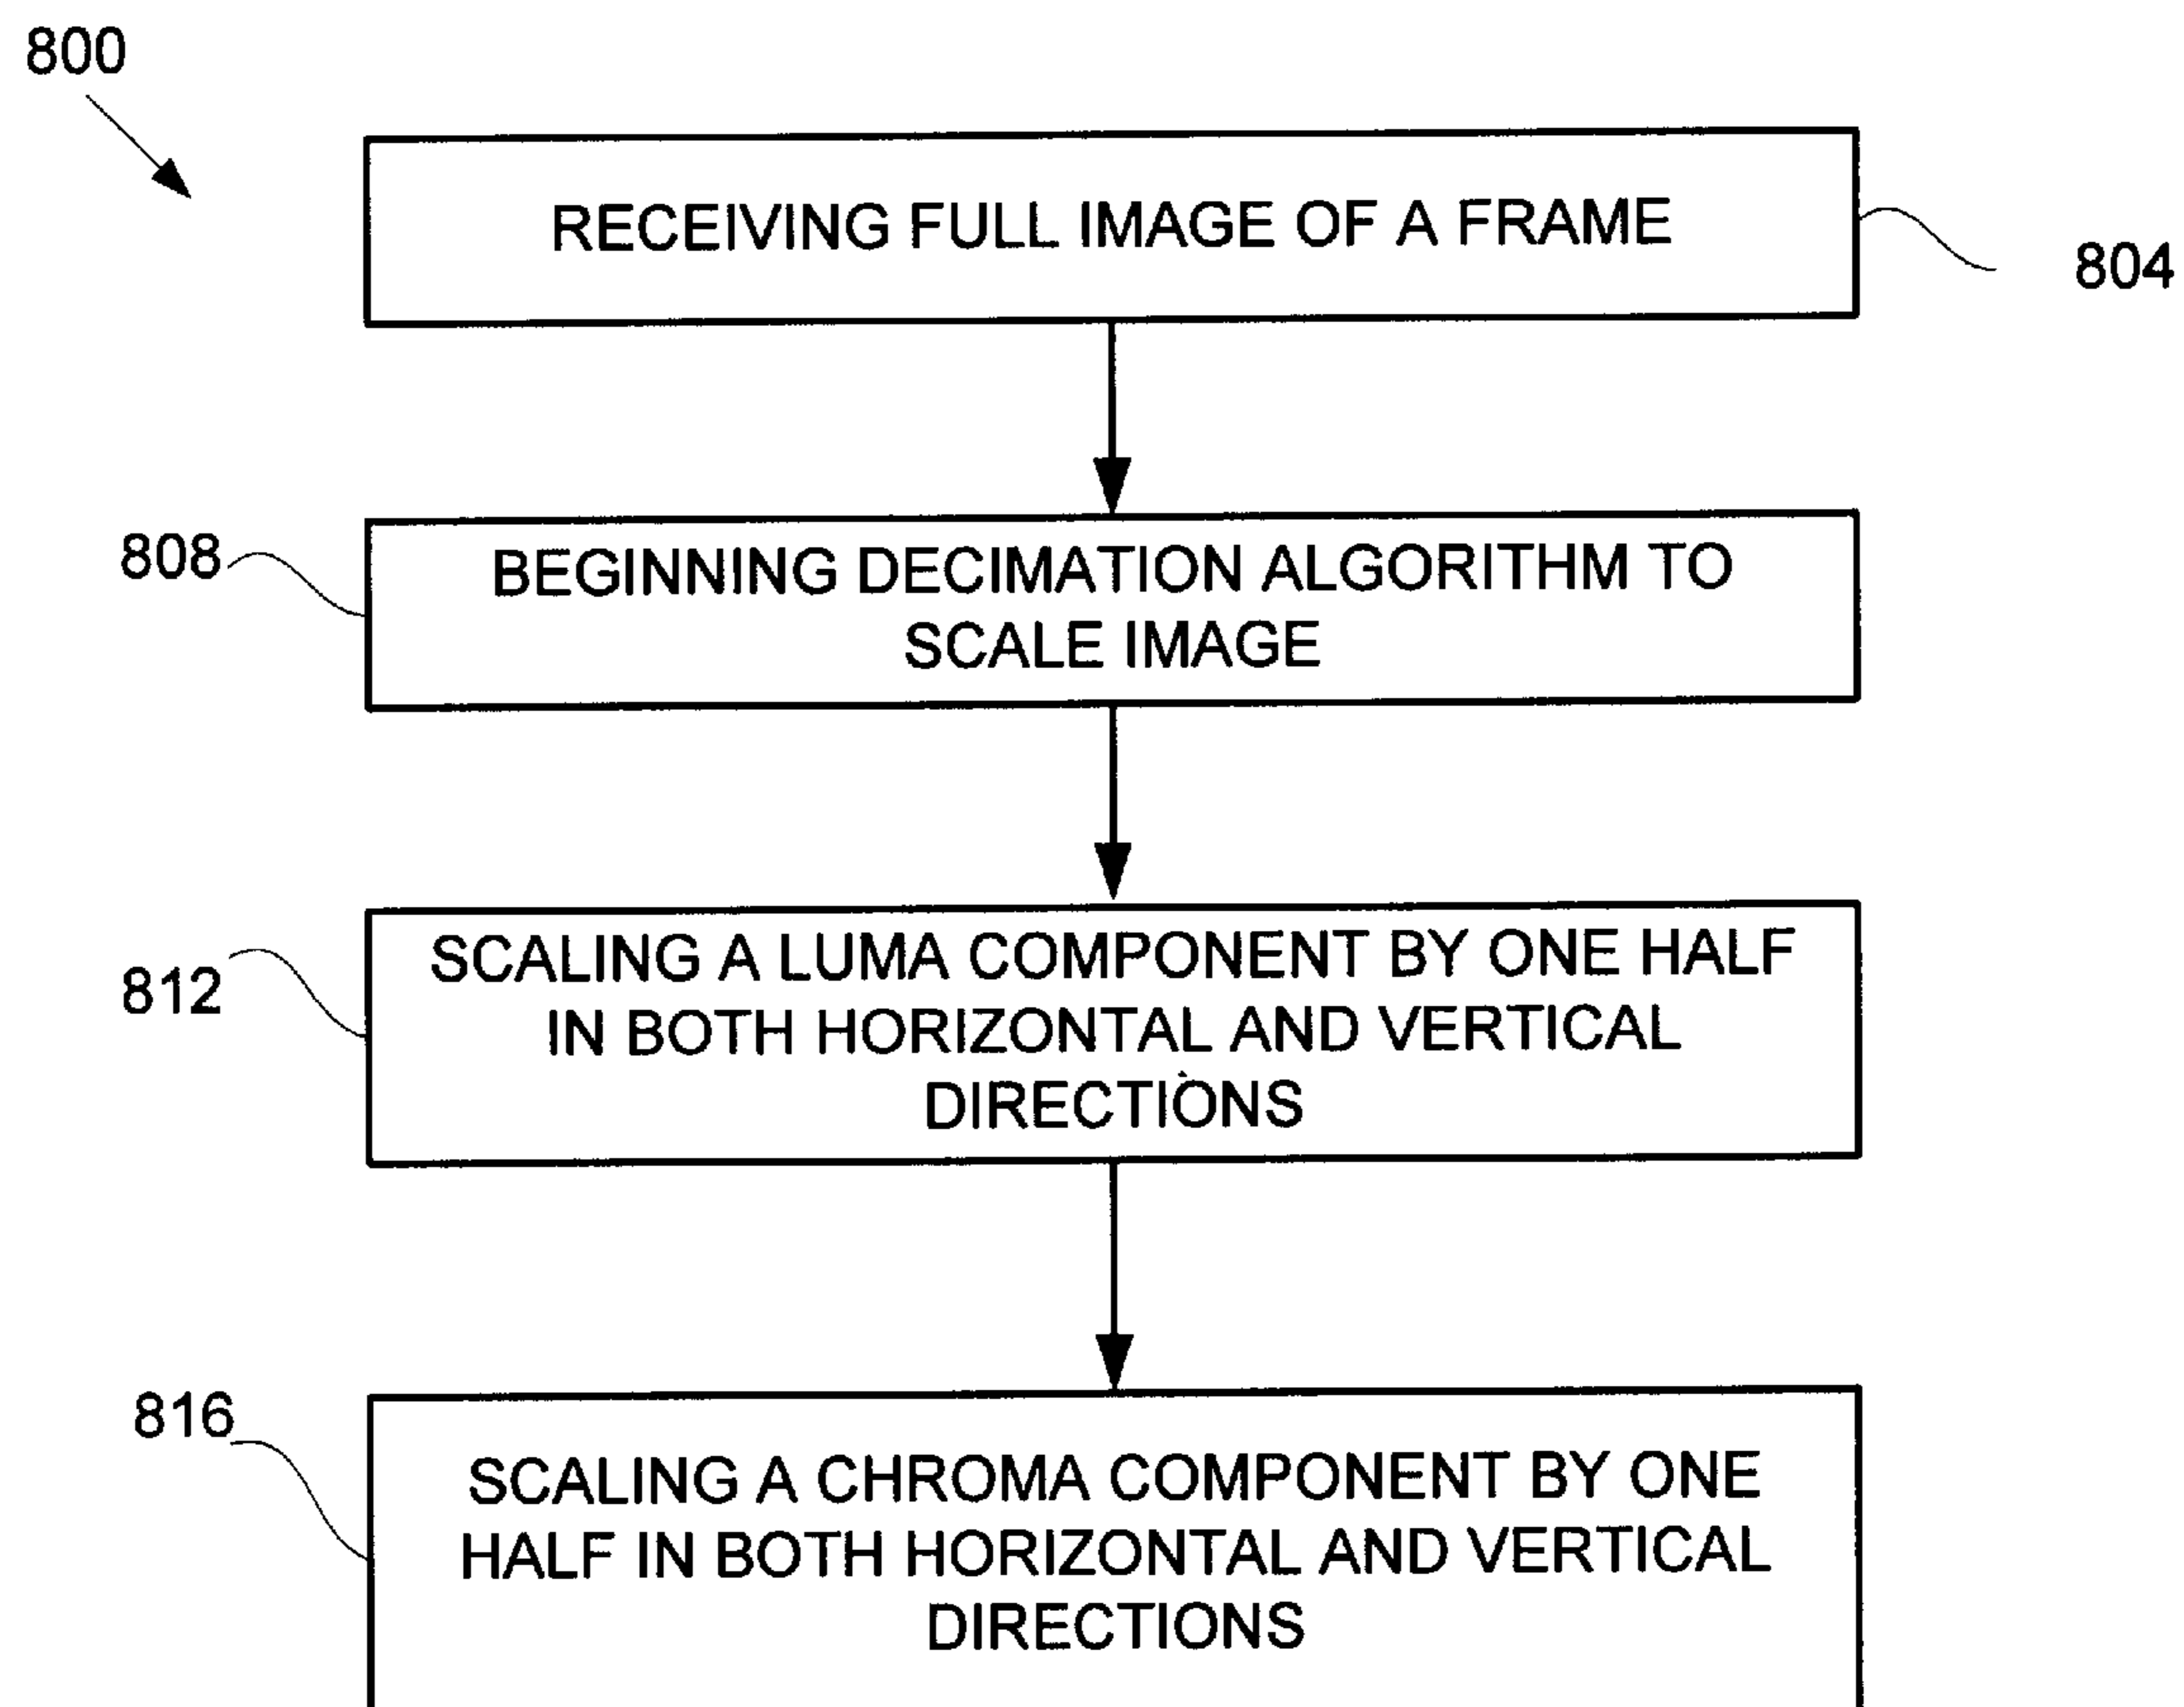 800
RECEIVING FULL IMAGE OF A FRAME
804
808
BEGINNING DECIMATION ALGORITHM TO
SCALE IMAGE
812
SCALING A LUMA COMPONENT BY ONE HALF
IN BOTH HORIZONTAL AND VERTICAL
DIRECTIONS
816
SCALING A CHROMA COMPONENT BY ONE
HALF IN BOTH HORIZONTAL AND VERTICAL
DIRECTIONS